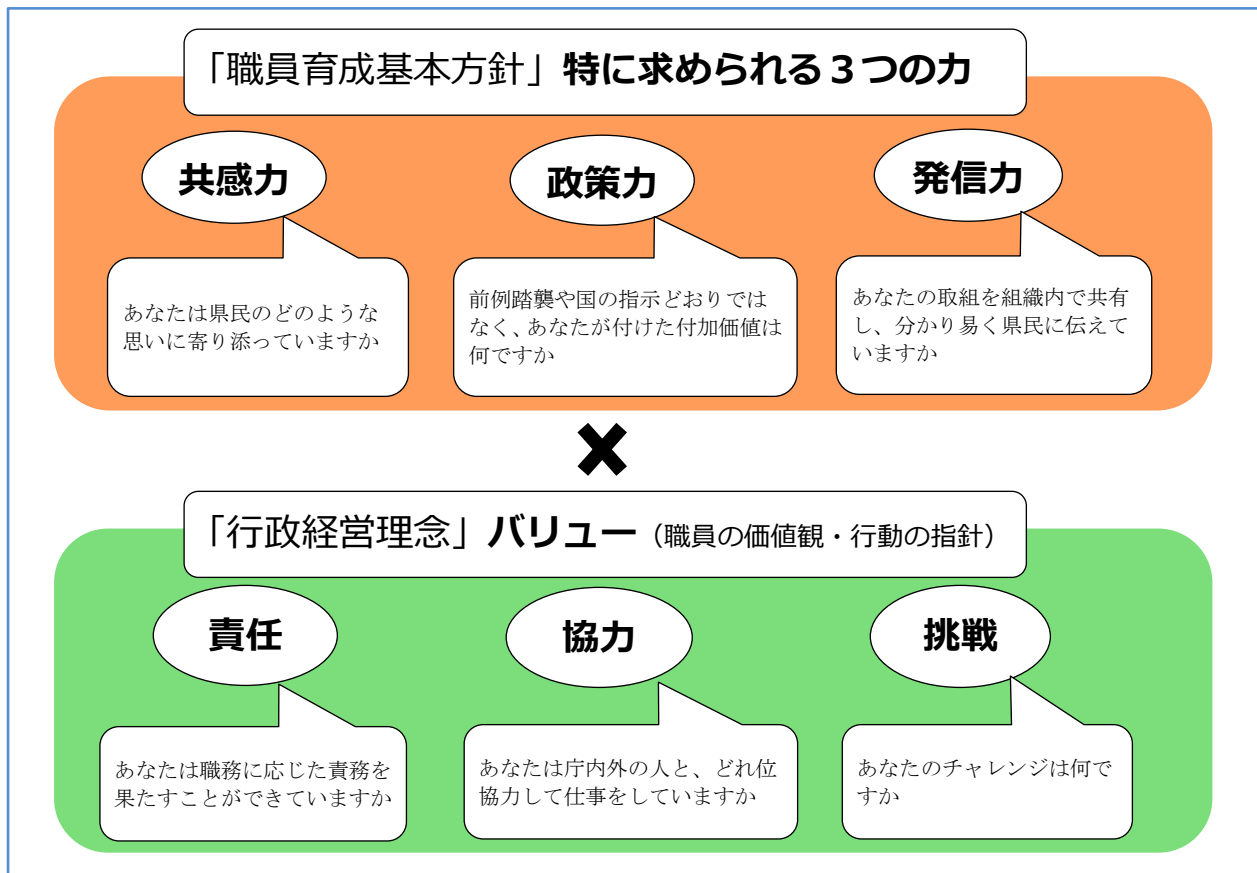 「職員育成基本方針」特に求められる３つの力
共感力
政策力
発信力
あなたは県民のどのような
思いに寄り添っていますか
前例踏襲や国の指示どおりでは
なく、あなたが付けた付加価値は
何ですか
あなたの取組を組織内で共有
し、分かり易く県民に伝えて
いますか
「行政経営理念」バリュー（職員の価値観・行動の指針）
責任
協力
挑戦
あなたは職務に応じた責務を
果たすことができていますか
あなたは庁内外の人と、どれ位
協力して仕事をしていますか
あなたのチャレンジは何で
すか